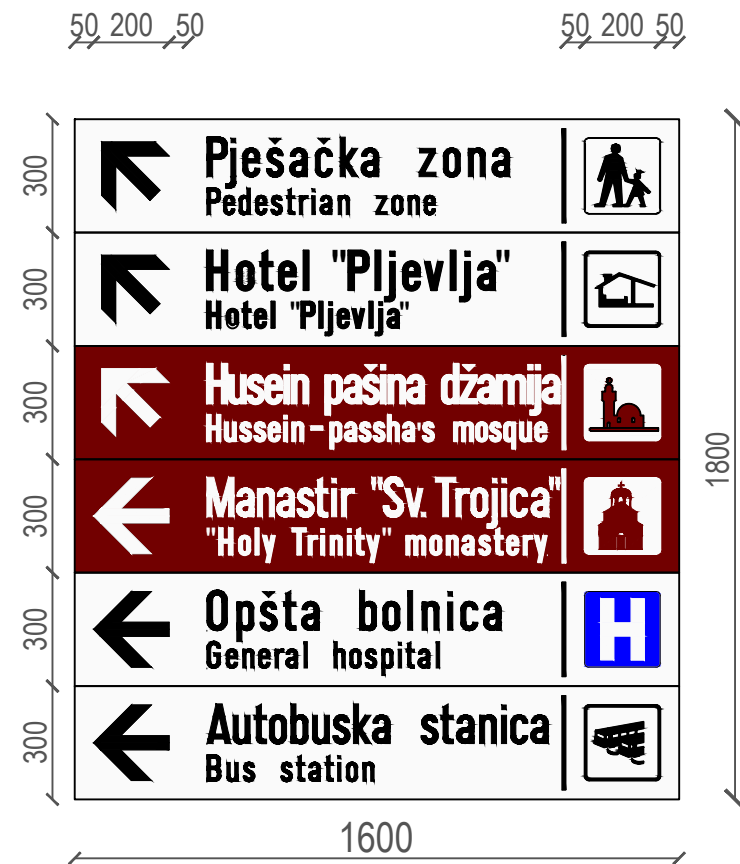 50 200 50
50 200 50
300
Pješačka zona
Pedestrian zone
300
Hotel "Pljevlja"
Hotel "Pljevlja"
300
Husein pašina džamija
Hussein-passha's mosque
1800
300
Manastir "Sv. Trojica"
"Holy Trinity" monastery
300
Opšta bolnica
General hospital
H
300
Autobuska stanica
Bus station
1600